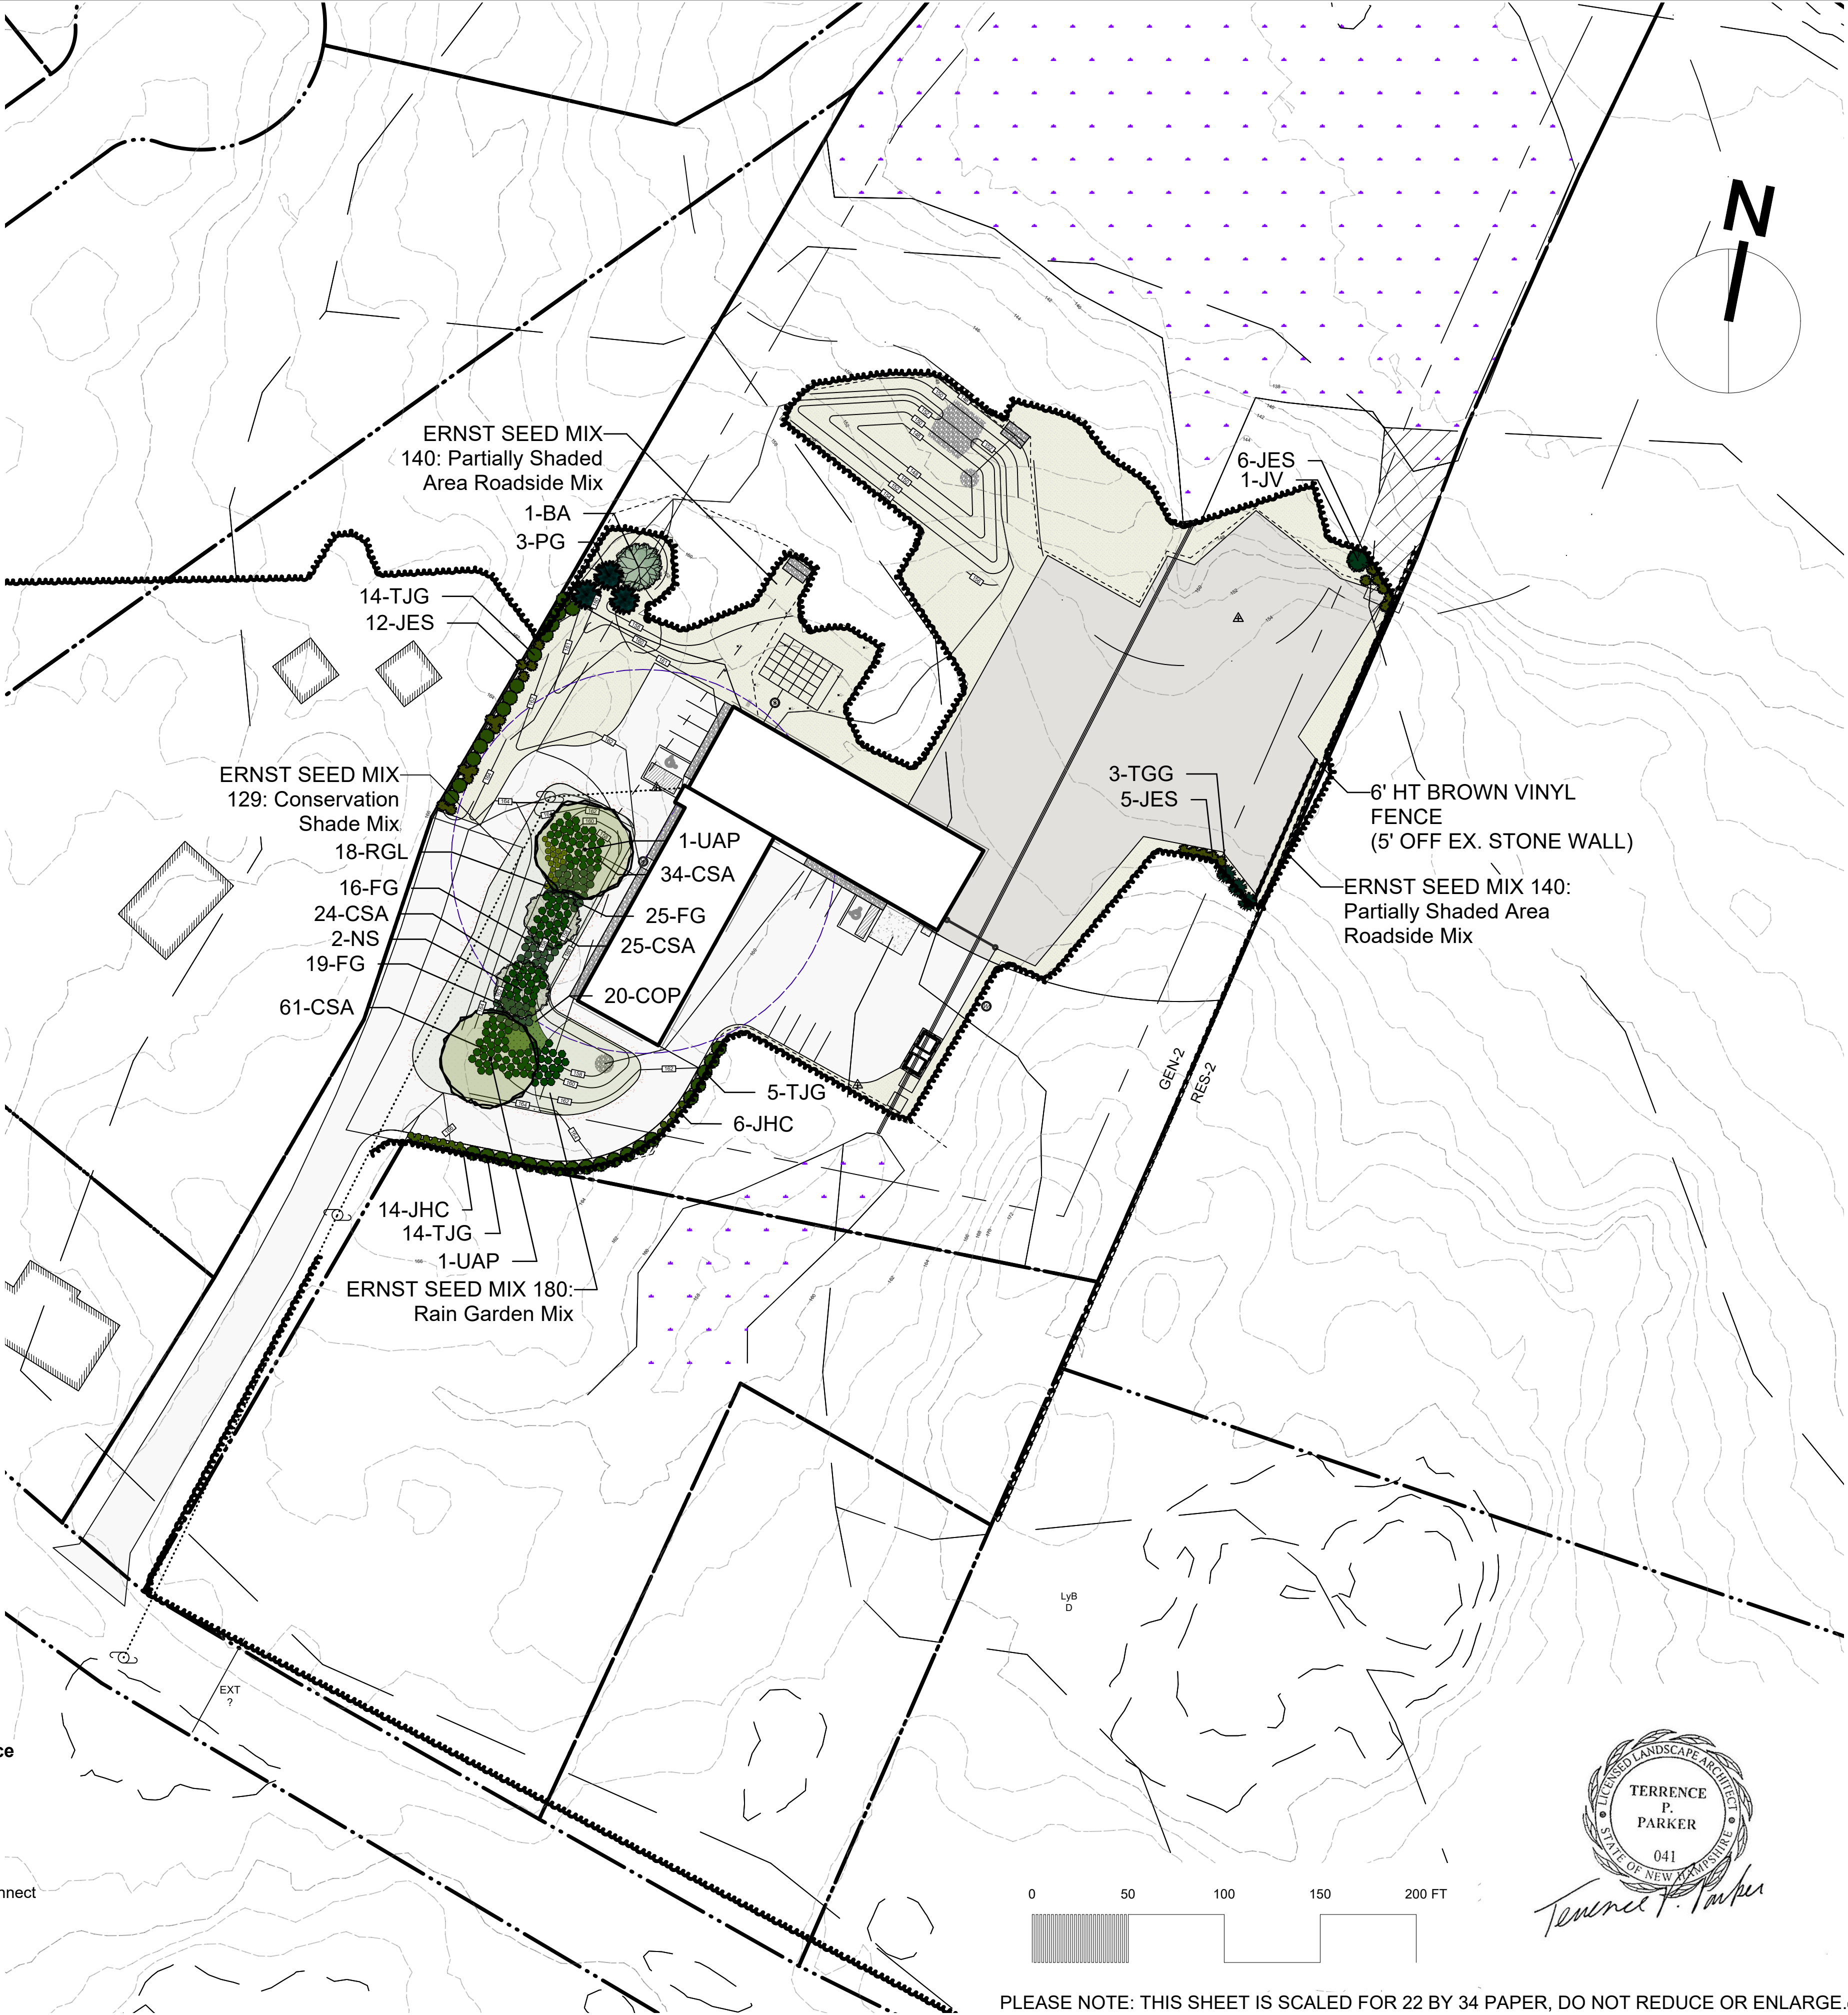 N
ERNST SEED MIX
140: Partially Shaded
Area Roadside Mix
1-BA
3-PG
6-JES
1-JV
14-TJG
12-JES
ERNST SEED MIX
129: Conservation
Shade Mix
18-RGL
16-FG
24-CSA
2-NS
19-FG
61-CSA
1-UAP
34-CSA
25-FG
25-CSA
20-COP
3-TGG
5-JES
6' HT BROWN VINYL
FENCE
(5' OFF EX. STONE WALL)
ERNST SEED MIX 140:
Partially Shaded Area
Roadside Mix
GEN-2
RES-2
5-TJG
6-JHC
14-JHC
14-TJG
1-UAP
ERNST SEED MIX 180:
Rain Garden Mix
LyB
D
EXT
?
ce
nnect
LICENSED LANDSCAPE ARCHITECT
TERRENCE
P.
PARKER
041
STATE OF NEW HAMPSHIRE
Terrence P. Parker
0 50 100 150 200 FT
PLEASE NOTE: THIS SHEET IS SCALED FOR 22 BY 34 PAPER, DO NOT REDUCE OR ENLARGE